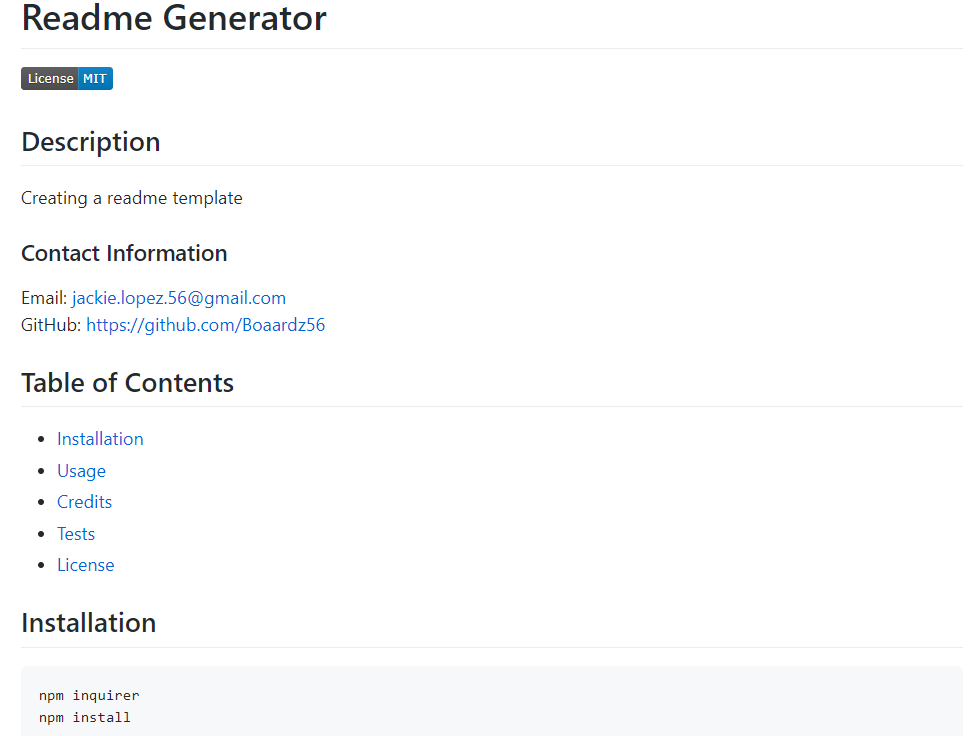 Readme Generator
License MIT
Description
Creating a readme template
Contact Information
Email: jackie.lopez.56@gmail.com
GitHub: https://github.com/Boaardz56
Table of Contents
Installation
Usage
Credits
Tests
License
Installation
npm inquirer
npm install